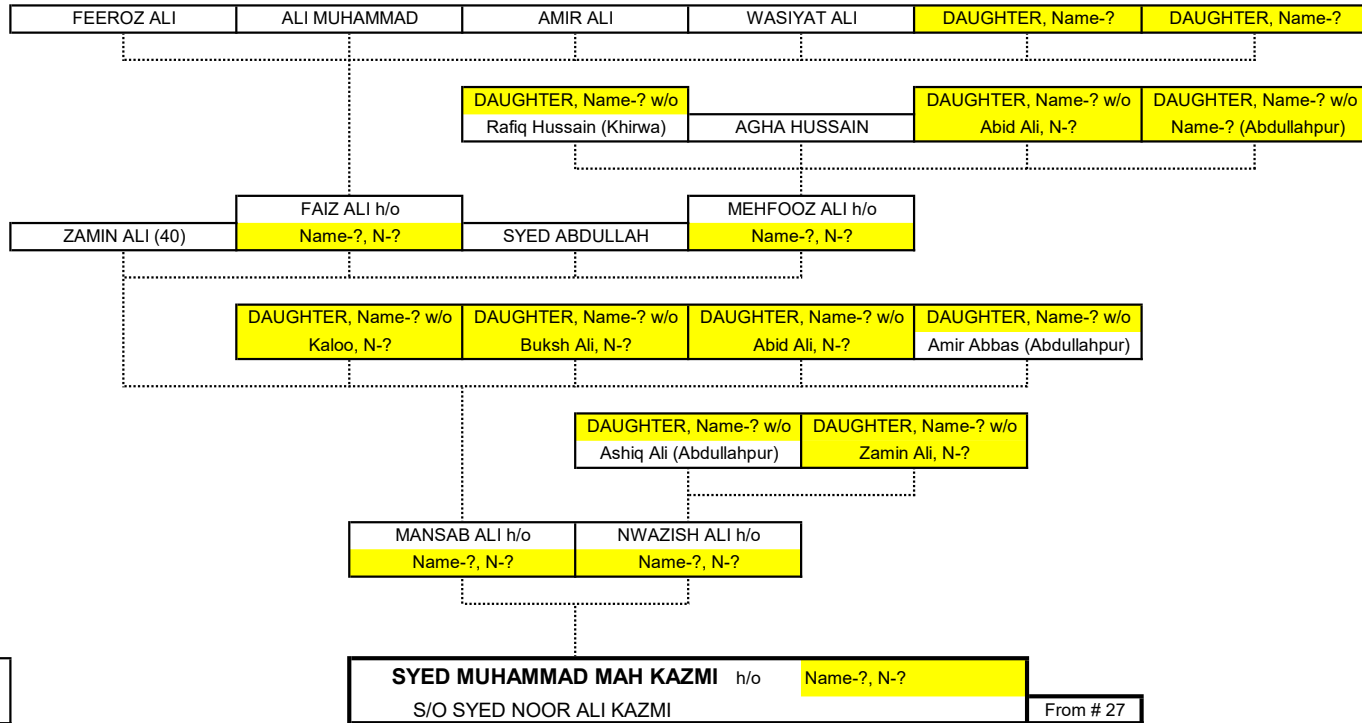 FEEROZ ALI ALI MUHAMMAD AMIR ALI WASIYAT ALI DAUGHTER, Name-? DAUGHTER, Name-?
DAUGHTER, Name-? w/o DAUGHTER, Name-? w/o DAUGHTER, Name-? w/o
Rafiq Hussain (Khirwa) AGHA HUSSAIN Abid Ali, N-? Name-? (Abdullahpur)
FAIZ ALI h/o MEHFOOZ ALI h/o
ZAMIN ALI (40) Name-?, N-? SYED ABDULLAH Name-?, N-?
DAUGHTER, Name-? w/o DAUGHTER, Name-? w/o DAUGHTER, Name-? w/o DAUGHTER, Name-? w/o
Kaloo, N-? Buksh Ali, N-? Abid Ali, N-? Amir Abbas (Abdullahpur)
DAUGHTER, Name-? w/o DAUGHTER, Name-? w/o
Ashiq Ali (Abdullahpur) Zamin Ali, N-?
MANSAB ALI h/o NWAZISH ALI h/o
Name-?, N-? Name-?, N-?
SYED MUHAMMAD MAH KAZMI h/o Name-?, N-?
S/O SYED NOOR ALI KAZMI From # 27